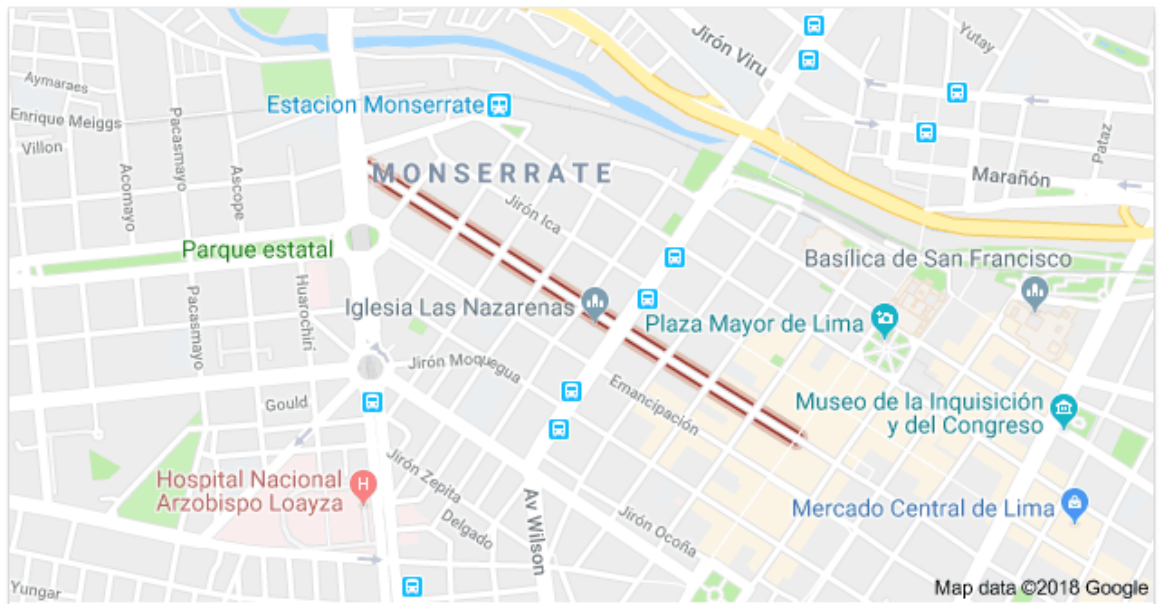 Jirón Viru
Yutay
Aymaraes
Estacion Monserrate
Enrique Meiggs
Villon
Pacasmayo
Pataz
Acomayo
Ascope
MONSERRATE
Marañón
Jirón Ica
Parque estatal
Basílica de San Francisco
Huarochiri
Pacasmayo
Iglesia Las Nazarenas
Plaza Mayor de Lima
Jirón Moquegua
Emancipación
Gould
Museo de la Inquisición
y del Congreso
Hospital Nacional
Arzobispo Loayza
H
Jirón Zepita
Av Wilson
Mercado Central de Lima
Delgado
Jirón Ocoña
Yungar
Map data ©2018 Google